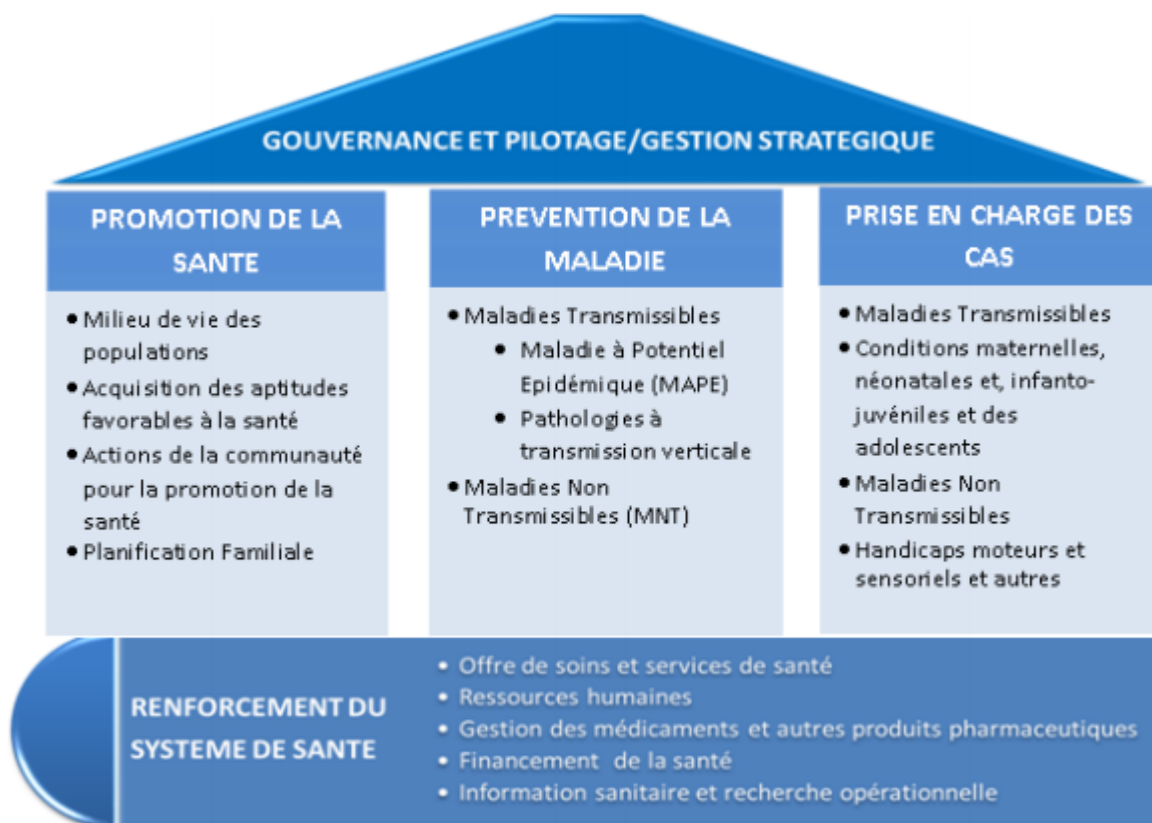 GOUVERNANCE ET PILOTAGE/GESTION STRATEGIQUE
PROMOTION DE LA
SANTE
• Milieu de vie des
populations
• Acquisition des aptitudes
favorables à la santé
• Actions de la communauté
pour la promotion de la
santé
• Planification Familiale
PREVENTION DE LA
MALADIE
• Maladies Transmissibles
• Maladie à Potentiel
Epidémique (MAPE)
• Pathologies à
transmission verticale
• Maladies Non
Transmissibles (MNT)
PRISE EN CHARGE DES
CAS
• Maladies Transmissibles
• Conditions maternelles,
néonatales et, infanto-
juvéniles et des
adolescents
• Maladies Non
Transmissibles
• Handicaps moteurs et
sensoriels et autres
RENFORCEMENT DU
SYSTEME DE SANTE
• Offre de soins et services de santé
• Ressources humaines
• Gestion des médicaments et autres produits pharmaceutiques
• Financement de la santé
• Information sanitaire et recherche opérationnelle